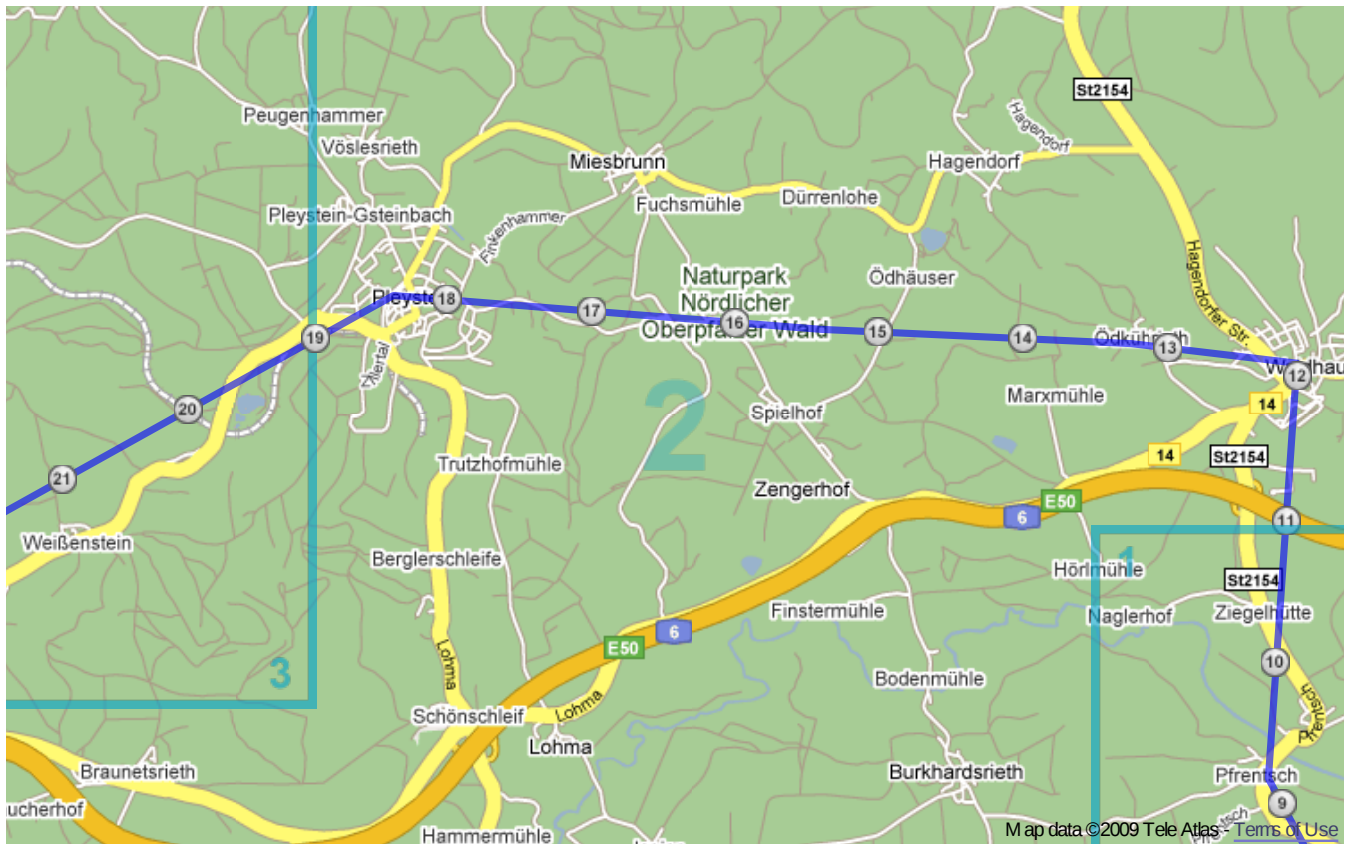 St2154
Hagendorf
Peugenhammer
Vöslesrieth
Miesbrunn
Hagendorf
Dürrenlohe
Fuchsmühle
Pleystein-Gsteinbach
Finkenhammer
Hagendorfer Str.
Naturpark
Nördlicher
Oberpfälzer Wald
Ödhäuser
18
17
16
15
14
13
12
19
20
21
2
Marxmühle
14
Spielhof
14
St2154
Trutzhofmühle
Zengerhof
E50
6
11
Weißenstein
Berglerschleife
Hörlmühle
1
St2154
Finstermühle
Naglerhof
Ziegelhütte
6
E50
10
3
Lohma
Bodenmühle
Schönschleif
Lohma
Pfrentsch
Lohma
Braunetsrieth
Burkhardsrieth
Pfrentsch
9
ucherhof
Hammermühle
Map data ©2009 Tele Atlas - Terms of Use